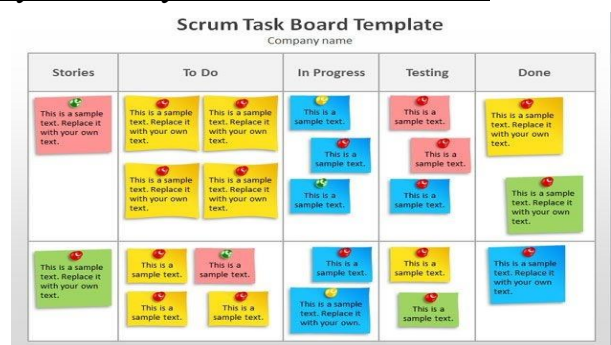 Scrum Task Board Template
Company name
Stories To Do In Progress Testing Done
This is a sample
text. Replace it
with your own
text.
This is a sample
text. Replace it
with your own
text.
This is a sample
text. Replace it
with your own
text.
This is a sample
text. Replace it
with your own
text.
This is a sample
text. Replace it
with your own
text.
This is a
sample text.
This is a
sample text.
This is a
sample text.
This is a
sample text.
This is a
sample text.
This is a
sample text.
This is a sample
text. Replace it
with your own
text.
This is a sample
text. Replace it
with your own
text.
This is a sample
text. Replace it
with your own
text.
This is a
sample text.
This is a
sample text.
This is a
sample text.
This is a
sample text.
This is a
sample text.
This is a sample
text. Replace it
with your own.
This is a
sample text.
This is a
sample text.
This is a sample
text. Replace it
with your own
text.